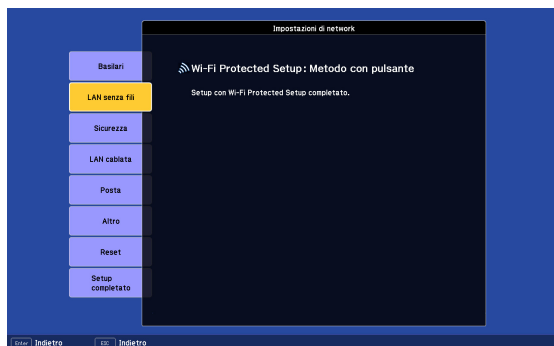 Impostazioni di network
Basilari
LAN senza fili
Sicurezza
LAN cablata
Posta
Altro
Reset
Setup
completato
Wi-Fi Protected Setup: Metodo con pulsante
Setup con Wi-Fi Protected Setup completato.
Enter Indietro
ESC Indietro